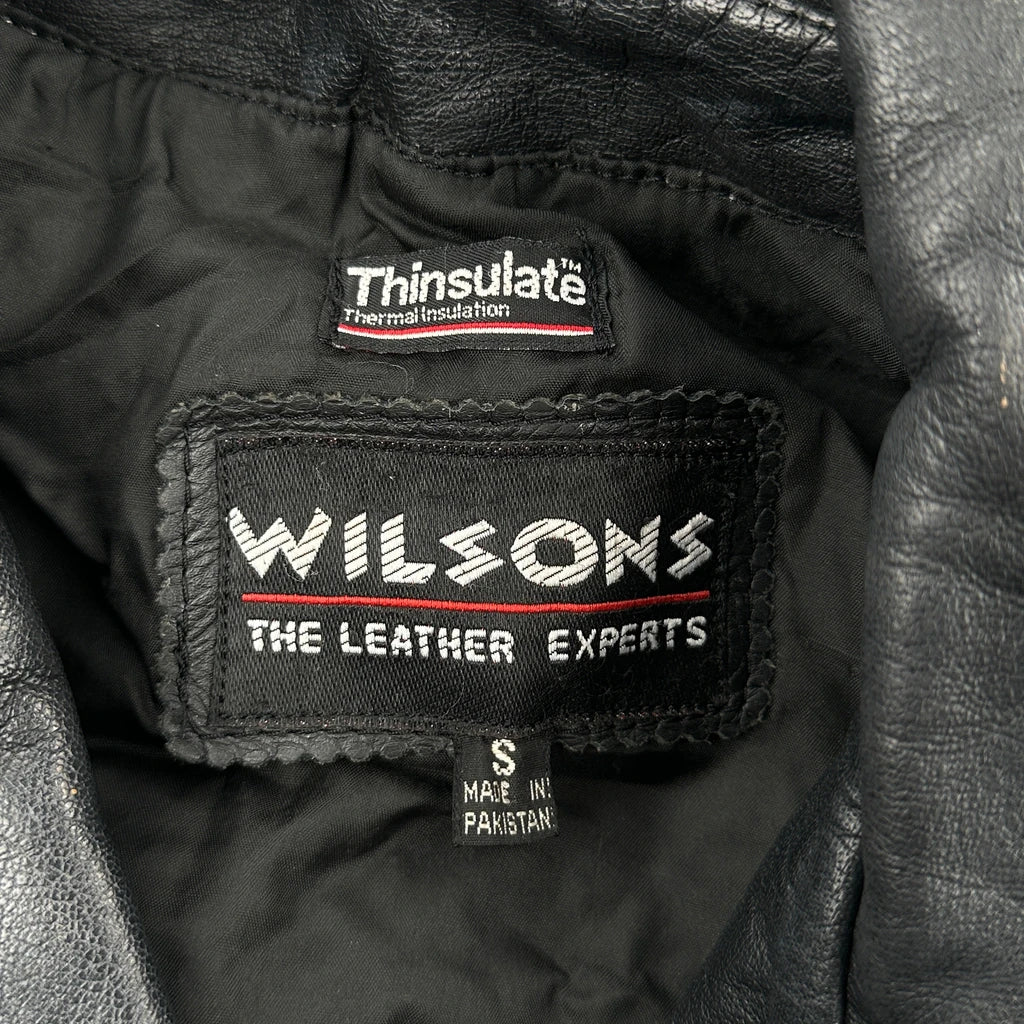 Thinsulate™
Thermal Insulation
WILSONS
THE LEATHER EXPERTS
S
MADE IN
PAKISTAN